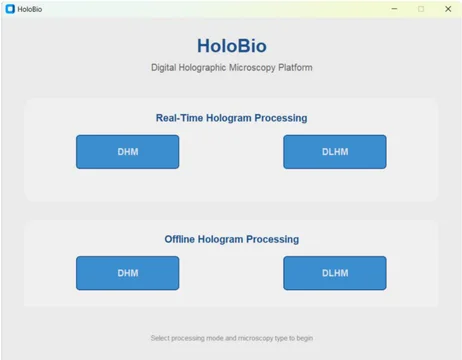 HoloBio
HoloBio
Digital Holographic Microscopy Platform
Real-Time Hologram Processing
DHM DLHM
Offline Hologram Processing
DHM DLHM
Select processing mode and microscopy type to begin